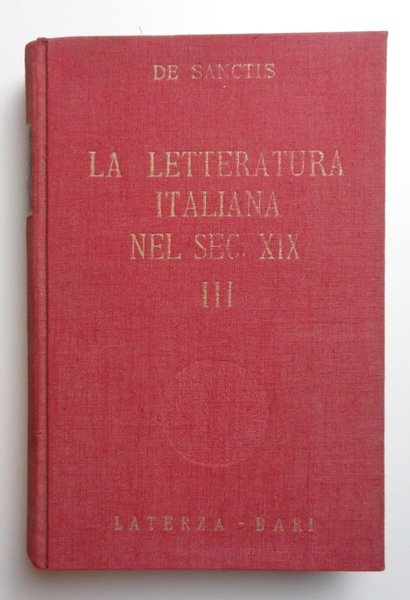 DE SANCTIS
LA LETTERATURA
ITALIANA
NEL SEC. XIX
III
LATERZA - BARI